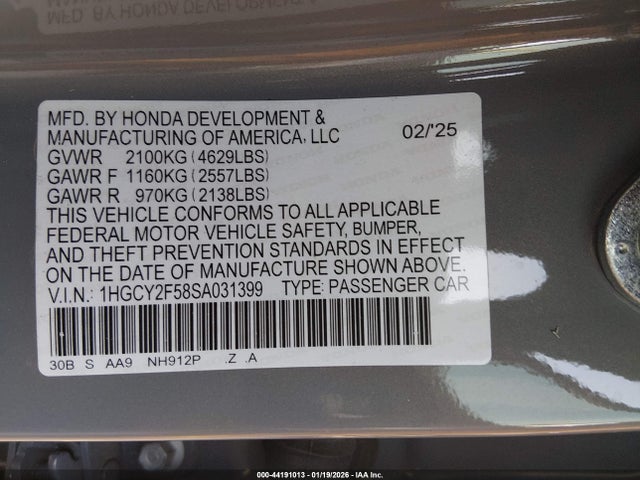 MFD. BY HONDA DEVELOPMENT &
MANUFACTURING OF AMERICA, LLC 02/'25
GVWR 2100KG (4629LBS)
GAWR F 1160KG (2557LBS)
GAWR R 970KG (2138LBS)
THIS VEHICLE CONFORMS TO ALL APPLICABLE
FEDERAL MOTOR VEHICLE SAFETY, BUMPER,
AND THEFT PREVENTION STANDARDS IN EFFECT
ON THE DATE OF MANUFACTURE SHOWN ABOVE.
V.I.N.: 1HGCY2F58SA031399 TYPE: PASSENGER CAR
30B S AA9 NH912P .Z .A
000-44191013 - 01/19/2026 - IAA Inc.